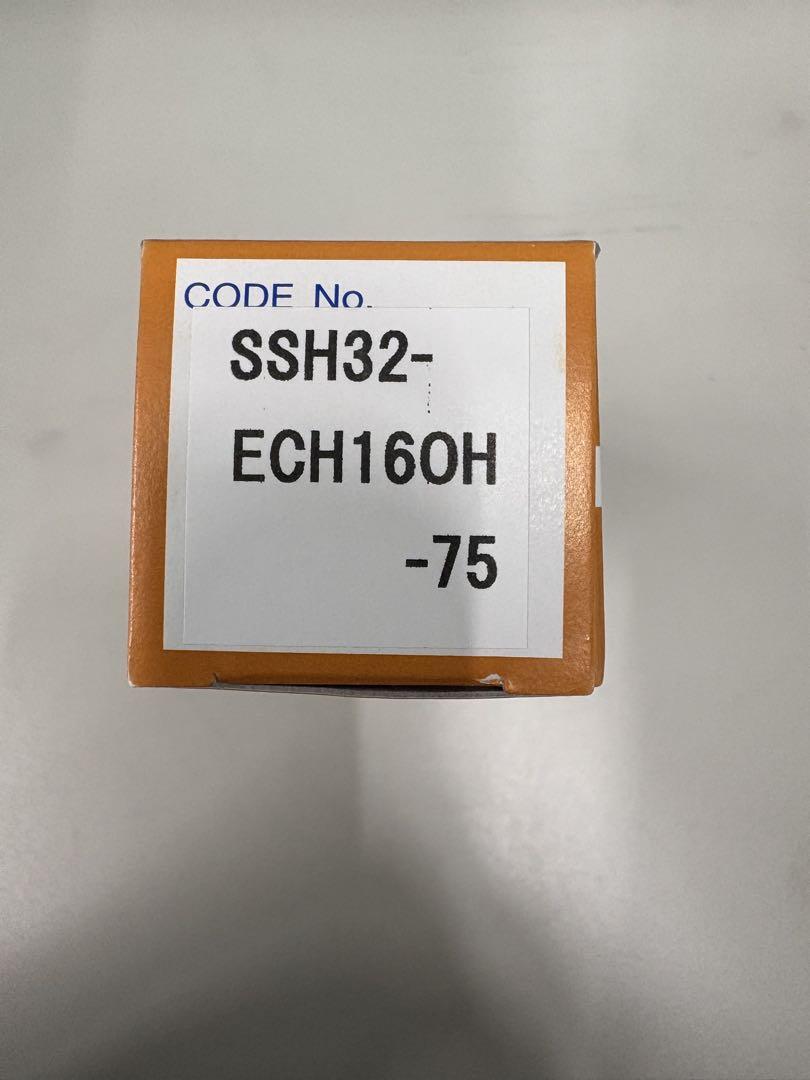 CODE No.
SSH32-
ECH160H
-75